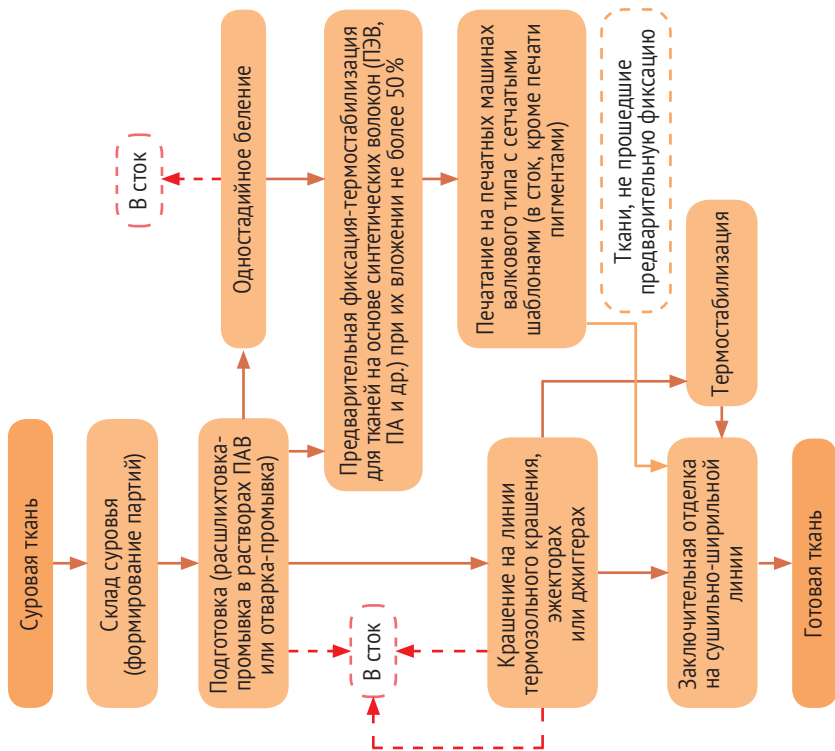 Суровая ткань
Склад суровья
(формирование партий)
Подготовка (расшлихтовка-
промывка в растворах ПАВ
или отварка-промывка)
Одностадийное беление
В сток
Предварительная фиксация-термостабилизация
для тканей на основе синтетических волокон (ПЭВ,
ПА и др.) при их вложении не более 50 %
Печатание на печатных машинах
валкового типа с сетчатыми
шаблонами (в сток, кроме печати
пигментами)
В сток
Крашение на линии
термозольного крашения,
эжекторах
или джиггерах
Ткани, не прошедшие
предварительную фиксацию
Термостабилизация
Заключительная отделка
на сушильно-ширильной
линии
Готовая ткань